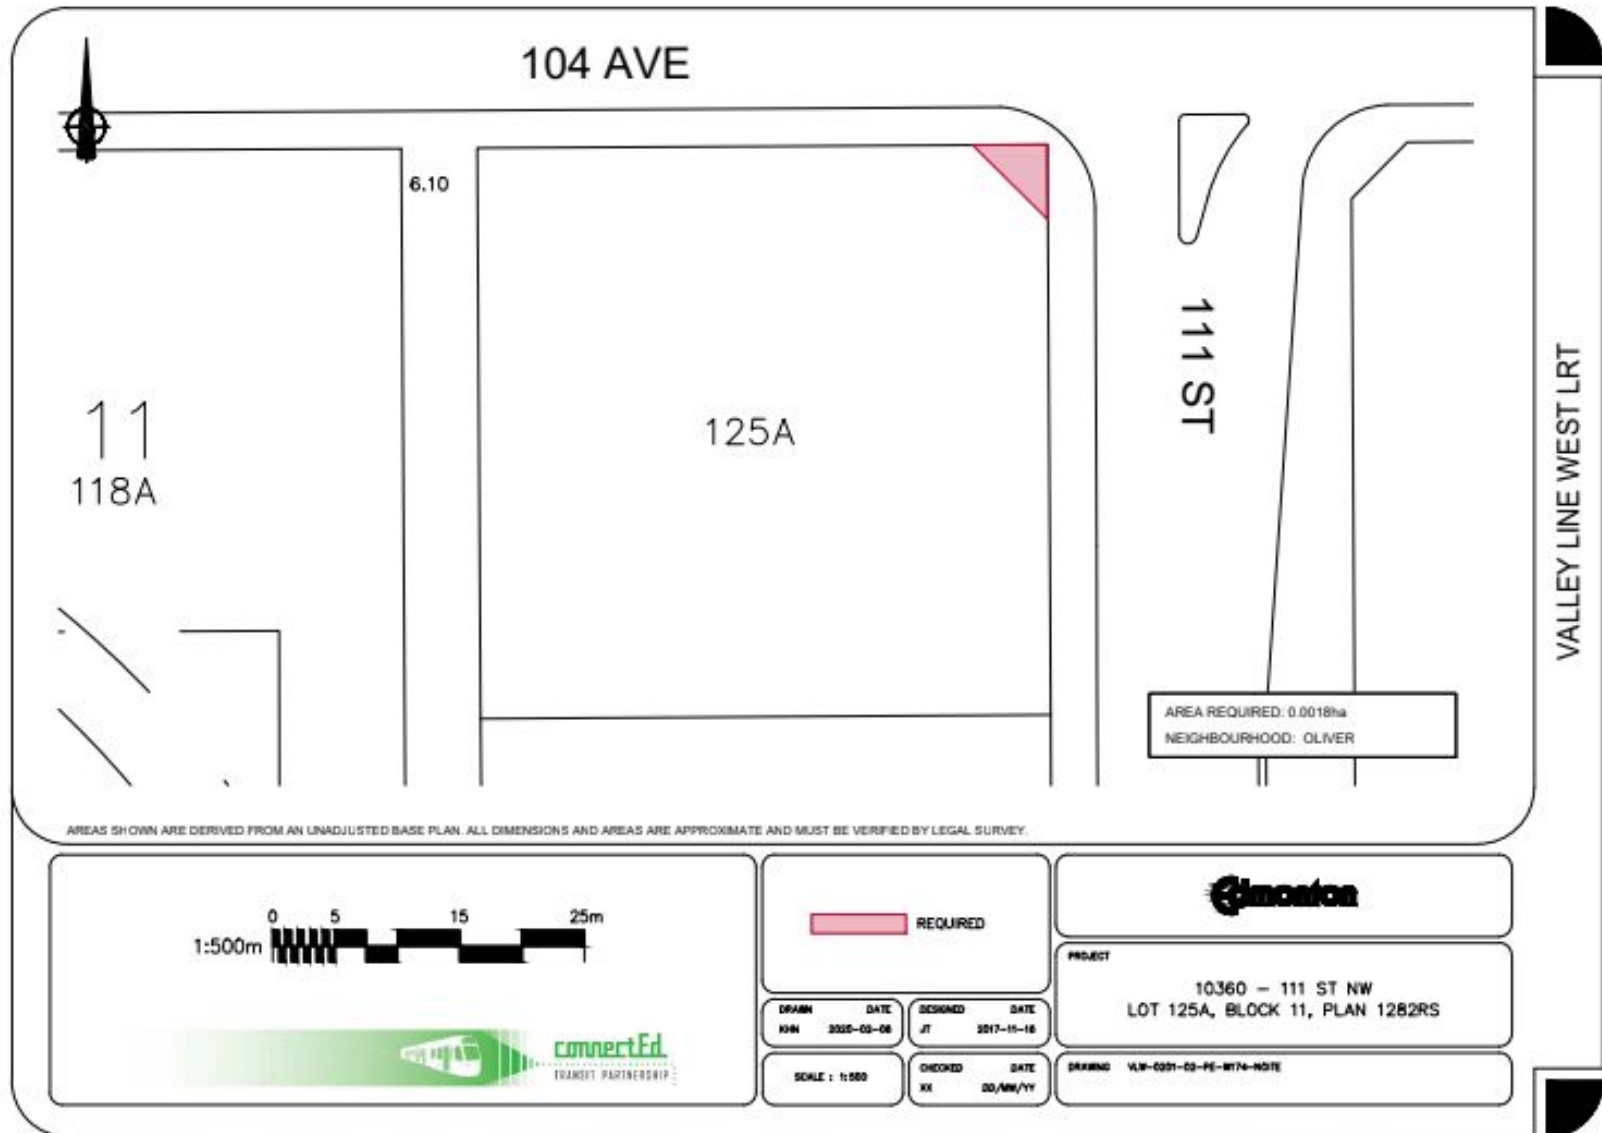 104 AVE
6.10
111 ST
11
118A
125A
VALLEY LINE WEST LRT
AREA REQUIRED: 0.0018ha
NEIGHBOURHOOD: OLIVER
AREAS SHOWN ARE DERIVED FROM AN UNADJUSTED BASE PLAN. ALL DIMENSIONS AND AREAS ARE APPROXIMATE AND MUST BE VERIFIED BY LEGAL SURVEY.
0 5 15 25m
1:500m
connectEd
TRANSIT PARTNERSHIP
REQUIRED
DRAWN DATE
KHN 2020-02-06
DESIGNED DATE
JT 2017-11-16
SCALE : 1:500
CHECKED DATE
XX DD/MM/YY
Edmonton
PROJECT
10360 - 111 ST NW
LOT 125A, BLOCK 11, PLAN 1282RS
DRAWING